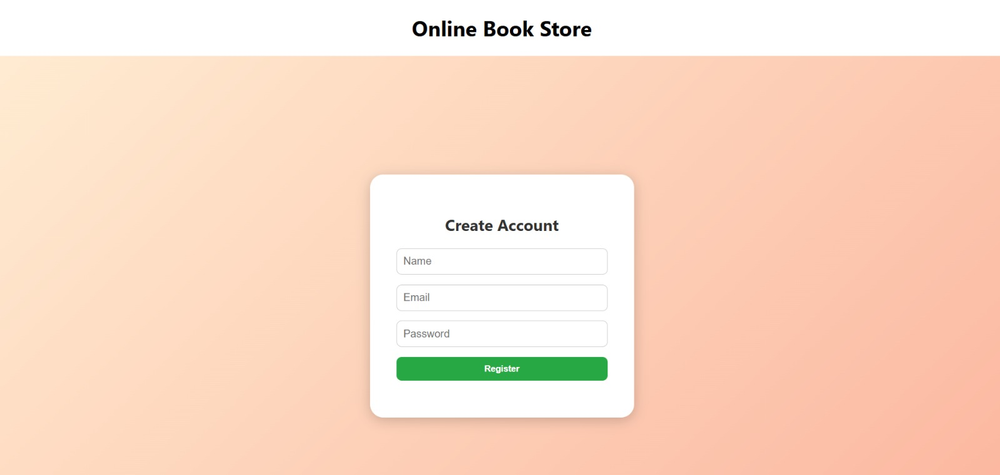 Online Book Store
Create Account
Name
Email
Password
Register